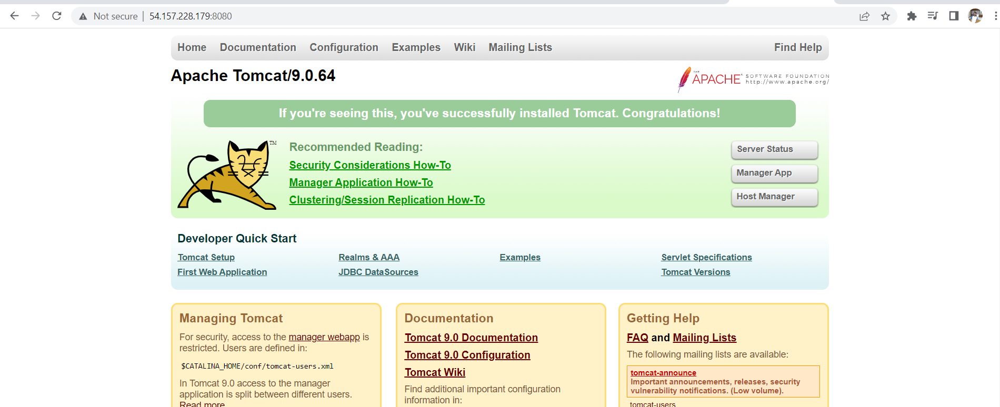 Not secure | 54.157.228.179:8080
Home Documentation Configuration Examples Wiki Mailing Lists Find Help
Apache Tomcat/9.0.64
THE
APACHE SOFTWARE FOUNDATION
http://www.apache.org/
If you're seeing this, you've successfully installed Tomcat. Congratulations!
TM
Recommended Reading:
Security Considerations How-To
Manager Application How-To
Clustering/Session Replication How-To
Server Status
Manager App
Host Manager
Developer Quick Start
Tomcat Setup
First Web Application
Realms & AAA
JDBC DataSources
Examples
Servlet Specifications
Tomcat Versions
Managing Tomcat
For security, access to the manager webapp is
restricted. Users are defined in:
$CATALINA_HOME/conf/tomcat-users.xml
In Tomcat 9.0 access to the manager
application is split between different users.
Read more
Documentation
Tomcat 9.0 Documentation
Tomcat 9.0 Configuration
Tomcat Wiki
Find additional important configuration
information in:
Getting Help
FAQ and Mailing Lists
The following mailing lists are available:
tomcat-announce
Important announcements, releases, security
vulnerability notifications. (Low volume).
tomcat-users